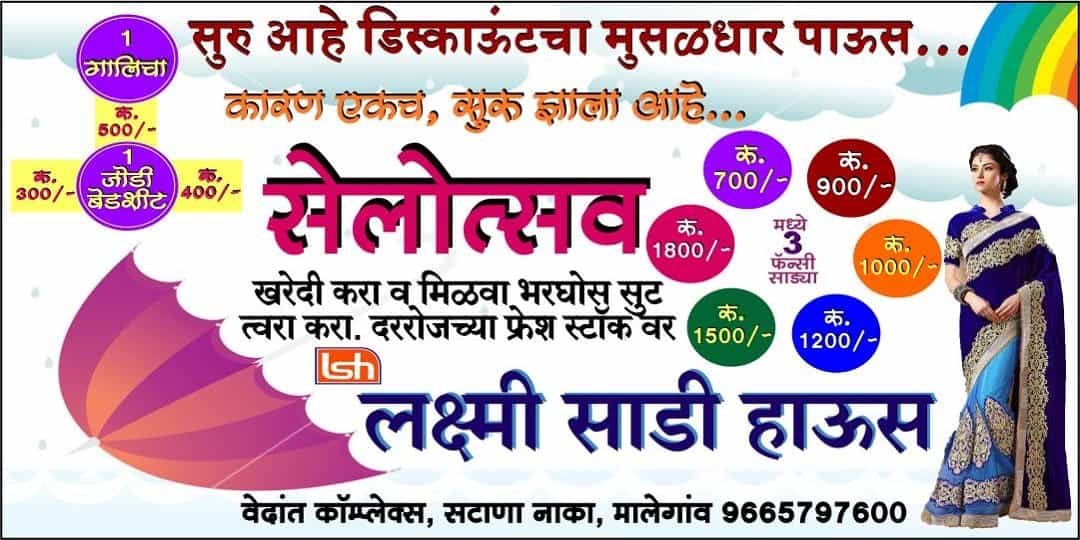 सुरु आहे डिस्काऊंटचा मुसळधार पाऊस...
कारण एकच, सुरू झाला आहे...
सेलोत्सव
1
गालिचा
रू.
500/-
1
जोडी
बेडशीट
रू.
300/-
रू.
400/-
रू.
700/-
रू.
900/-
रू.
1800/-
मध्ये
3
फॅन्सी
साड्या
रू.
1000/-
रू.
1500/-
रू.
1200/-
खरेदी करा व मिळवा भरघोस सुट
त्वरा करा. दररोजच्या फ्रेश स्टॉक वर
lsh
लक्ष्मी साडी हाऊस
वेदांत कॉम्प्लेक्स, सटाणा नाका, मालेगांव 9665797600